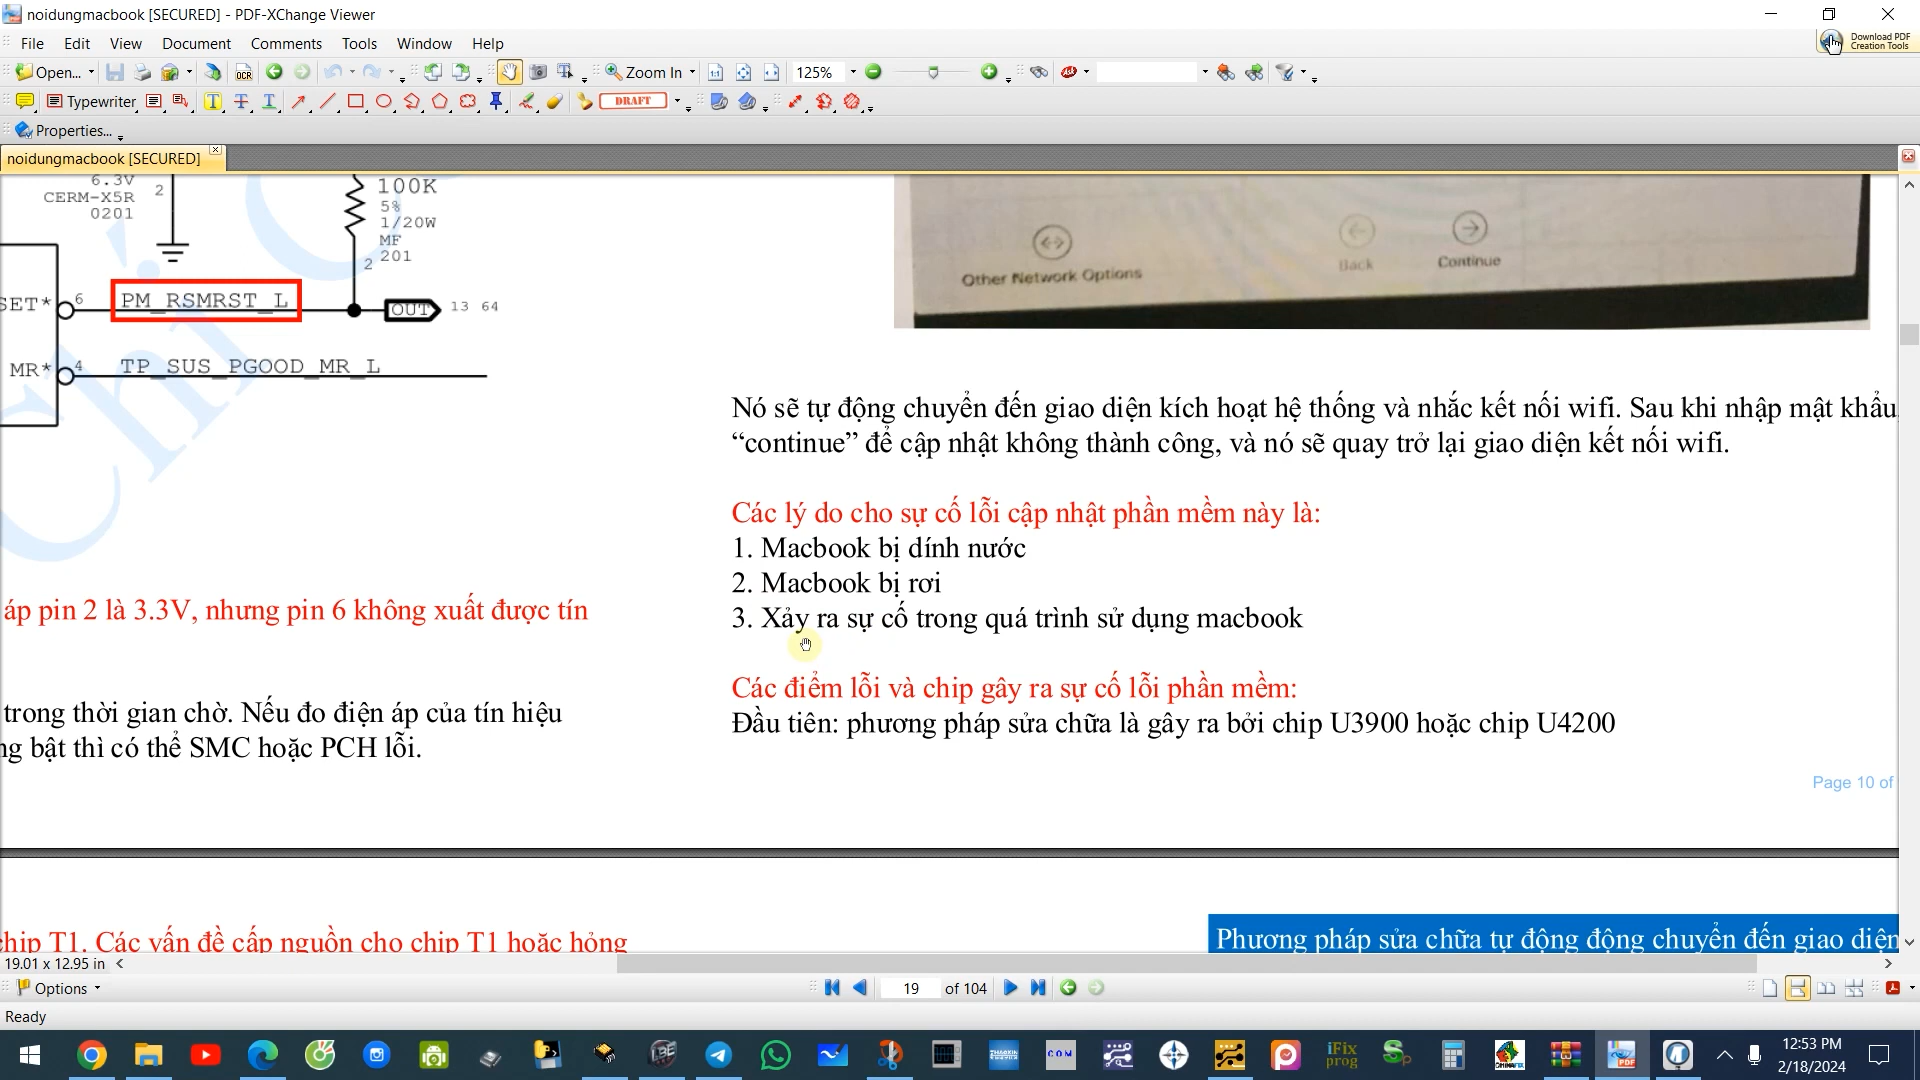 noidungmacbook [SECURED] - PDF-XChange Viewer
File Edit View Document Comments Tools Window Help
Download PDF
Creation Tools
Open... OCR Zoom In 125%
Typewriter DRAFT
Properties...
noidungmacbook [SECURED]
6.3V
CERM-X5R
0201
2
100K
5%
1/20W
MF
201
2
SET* 6 PM_RSMRST_L OUT 13 64
MR* 4 TP_SUS_PGOOD_MR_L
áp pin 2 là 3.3V, nhưng pin 6 không xuất được tín
trong thời gian chờ. Nếu đo điện áp của tín hiệu
ng bật thì có thể SMC hoặc PCH lỗi.
Other Network Options
Back
Continue
Nó sẽ tự động chuyển đến giao diện kích hoạt hệ thống và nhắc kết nối wifi. Sau khi nhập mật khẩu
“continue” để cập nhật không thành công, và nó sẽ quay trở lại giao diện kết nối wifi.
Các lý do cho sự cố lỗi cập nhật phần mềm này là:
1. Macbook bị dính nước
2. Macbook bị rơi
3. Xảy ra sự cố trong quá trình sử dụng macbook
Các điểm lỗi và chip gây ra sự cố lỗi phần mềm:
Đầu tiên: phương pháp sửa chữa là gây ra bởi chip U3900 hoặc chip U4200
Page 10 of
chip T1. Các vấn đề cấp nguồn cho chip T1 hoặc hỏng
Phương pháp sửa chữa tự động động chuyển đến giao diện
19.01 x 12.95 in
Options 19 of 104
Ready
12:53 PM
2/18/2024